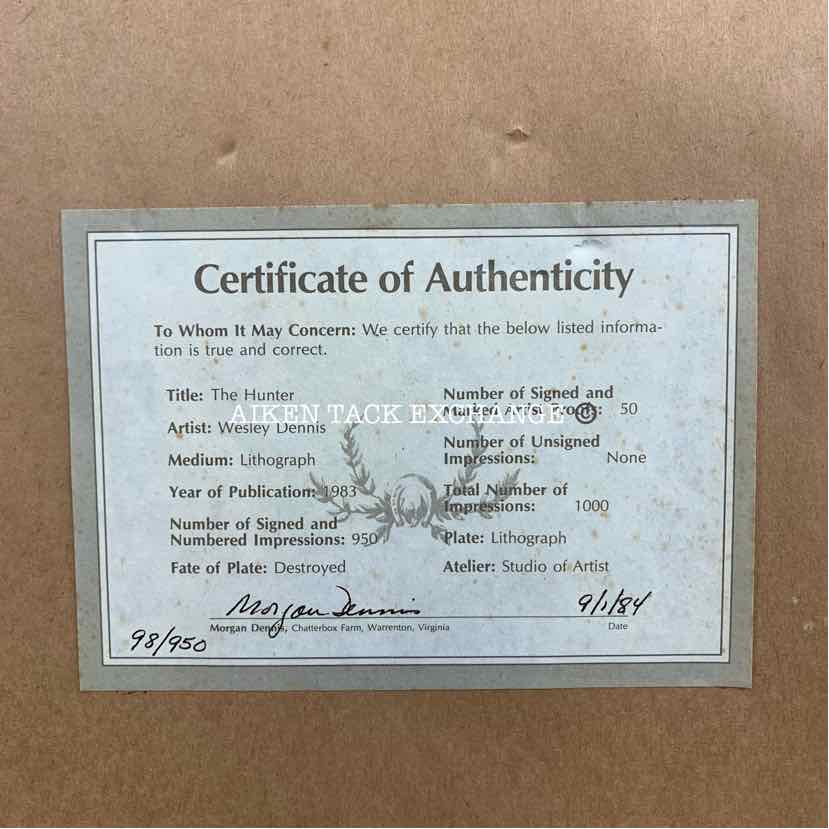 Certificate of Authenticity
To Whom It May Concern: We certify that the below listed informa-
tion is true and correct.
Title: The Hunter
Artist: Wesley Dennis
Medium: Lithograph
Year of Publication: 1983
Number of Signed and
Numbered Impressions: 950
Fate of Plate: Destroyed
Number of Signed and
Marked Artist Proofs: 50
Number of Unsigned
Impressions: None
Total Number of
Impressions: 1000
Plate: Lithograph
Atelier: Studio of Artist
AIKEN TACK EXCHANGE
Morgan Dennis 9/1/84
Morgan Dennis, Chatterbox Farm, Warrenton, Virginia Date
98/950